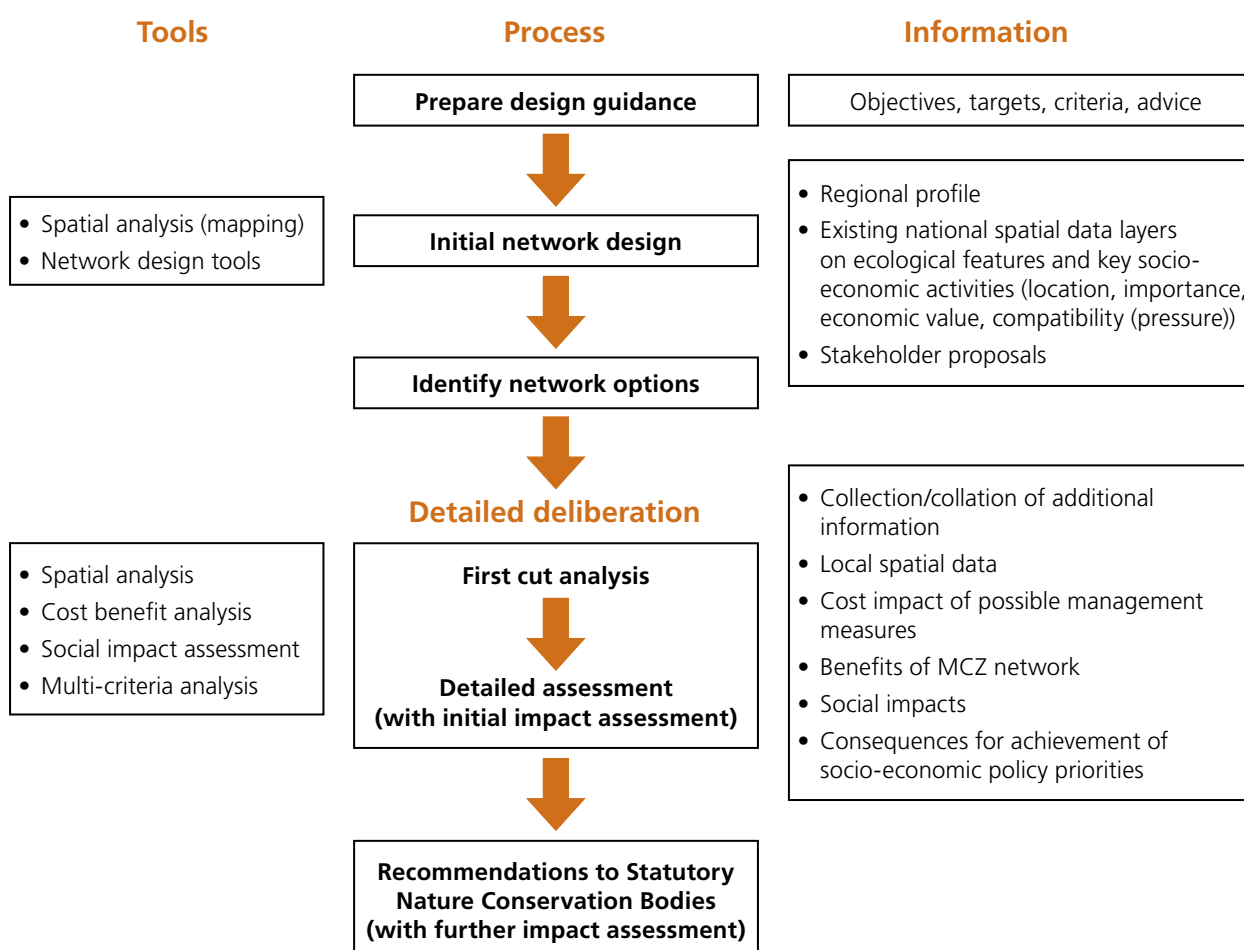 Tools
Process
Information
Prepare design guidance
Objectives, targets, criteria, advice
• Spatial analysis (mapping)
• Network design tools
Initial network design
• Regional profile
• Existing national spatial data layers
on ecological features and key socio-
economic activities (location, importance,
economic value, compatibility (pressure))
• Stakeholder proposals
Identify network options
Detailed deliberation
• Spatial analysis
• Cost benefit analysis
• Social impact assessment
• Multi-criteria analysis
First cut analysis
Detailed assessment
(with initial impact assessment)
• Collection/collation of additional
information
• Local spatial data
• Cost impact of possible management
measures
• Benefits of MCZ network
• Social impacts
• Consequences for achievement of
socio-economic policy priorities
Recommendations to Statutory
Nature Conservation Bodies
(with further impact assessment)